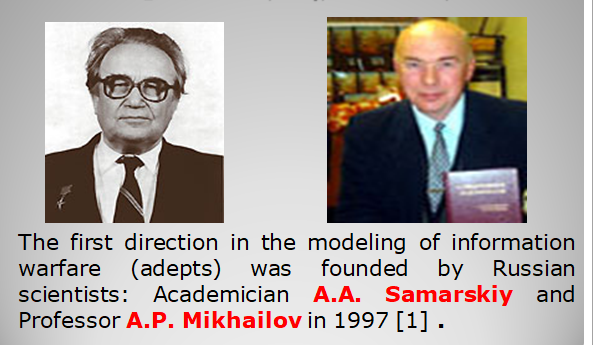 The first direction in the modeling of information
warfare (adepts) was founded by Russian
scientists: Academician A.A. Samarskiy and
Professor A.P. Mikhailov in 1997 [1] .